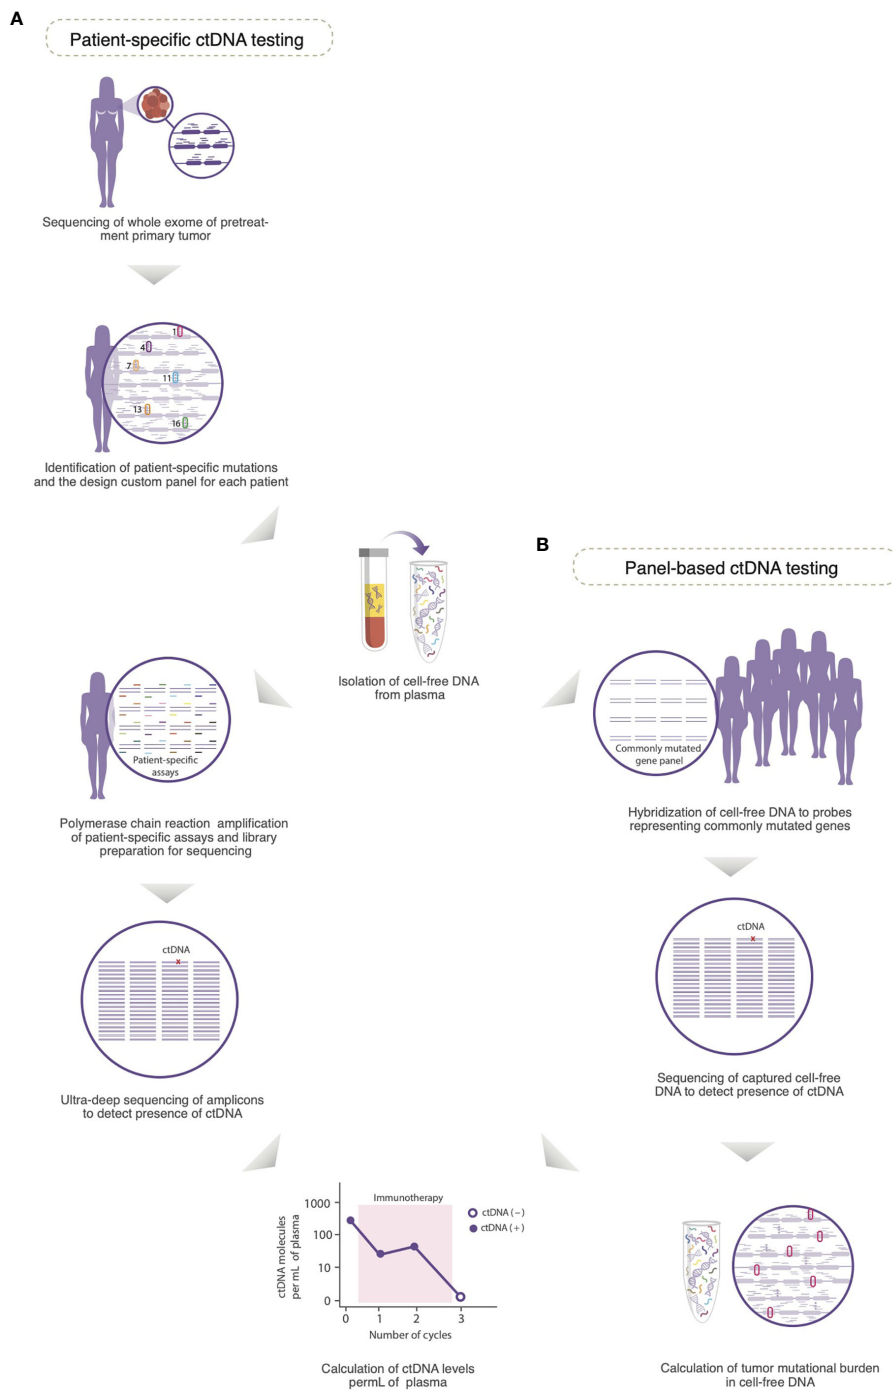 A
Patient-specific ctDNA testing
Sequencing of whole exome of pretreat-
ment primary tumor
1
4
7
11
13
16
Identification of patient-specific mutations
and the design custom panel for each patient
Isolation of cell-free DNA
from plasma
Patient-specific
assays
Polymerase chain reaction amplification
of patient-specific assays and library
preparation for sequencing
ctDNA
x
Ultra-deep sequencing of amplicons
to detect presence of ctDNA
B
Panel-based ctDNA testing
Commonly mutated
gene panel
Hybridization of cell-free DNA to probes
representing commonly mutated genes
ctDNA
x
Sequencing of captured cell-free
DNA to detect presence of ctDNA
Immunotherapy
ctDNA (−)
ctDNA (+)
ctDNA molecules
per mL of plasma
1000
100
10
0
0 1 2 3
Number of cycles
Calculation of ctDNA levels
permL of plasma
Calculation of tumor mutational burden
in cell-free DNA